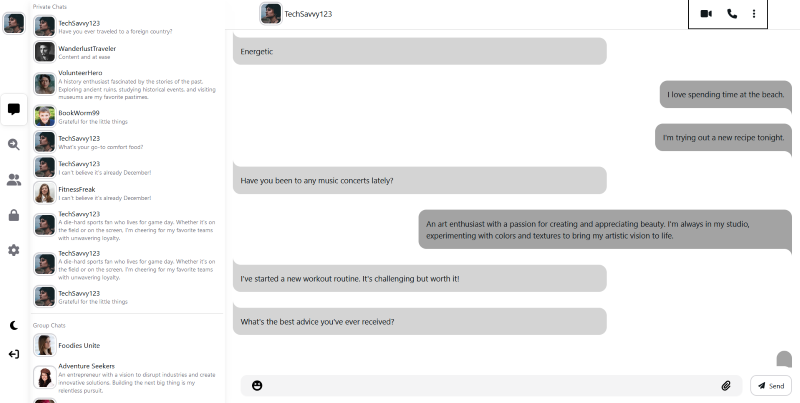 Private Chats
TechSavvy123
Have you ever traveled to a foreign country?
WanderlustTraveler
Content and at ease
VolunteerHero
A history enthusiast fascinated by the stories of the past.
Exploring ancient ruins, studying historical events, and visiting
museums are my favorite pastimes.
BookWorm99
Grateful for the little things
TechSavvy123
What's your go-to comfort food?
TechSavvy123
I can't believe it's already December!
FitnessFreak
I can't believe it's already December!
TechSavvy123
A die-hard sports fan who lives for game day. Whether it's on
the field or on the screen, I'm cheering for my favorite teams
with unwavering loyalty.
TechSavvy123
A die-hard sports fan who lives for game day. Whether it's on
the field or on the screen, I'm cheering for my favorite teams
with unwavering loyalty.
TechSavvy123
Grateful for the little things
Group Chats
Foodies Unite
Adventure Seekers
An entrepreneur with a vision to disrupt industries and create
innovative solutions. Building the next big thing is my
relentless pursuit.
TechSavvy123
Energetic
I love spending time at the beach.
I'm trying out a new recipe tonight.
Have you been to any music concerts lately?
An art enthusiast with a passion for creating and appreciating beauty. I'm always in my studio,
experimenting with colors and textures to bring my artistic vision to life.
I've started a new workout routine. It's challenging but worth it!
What's the best advice you've ever received?
Send